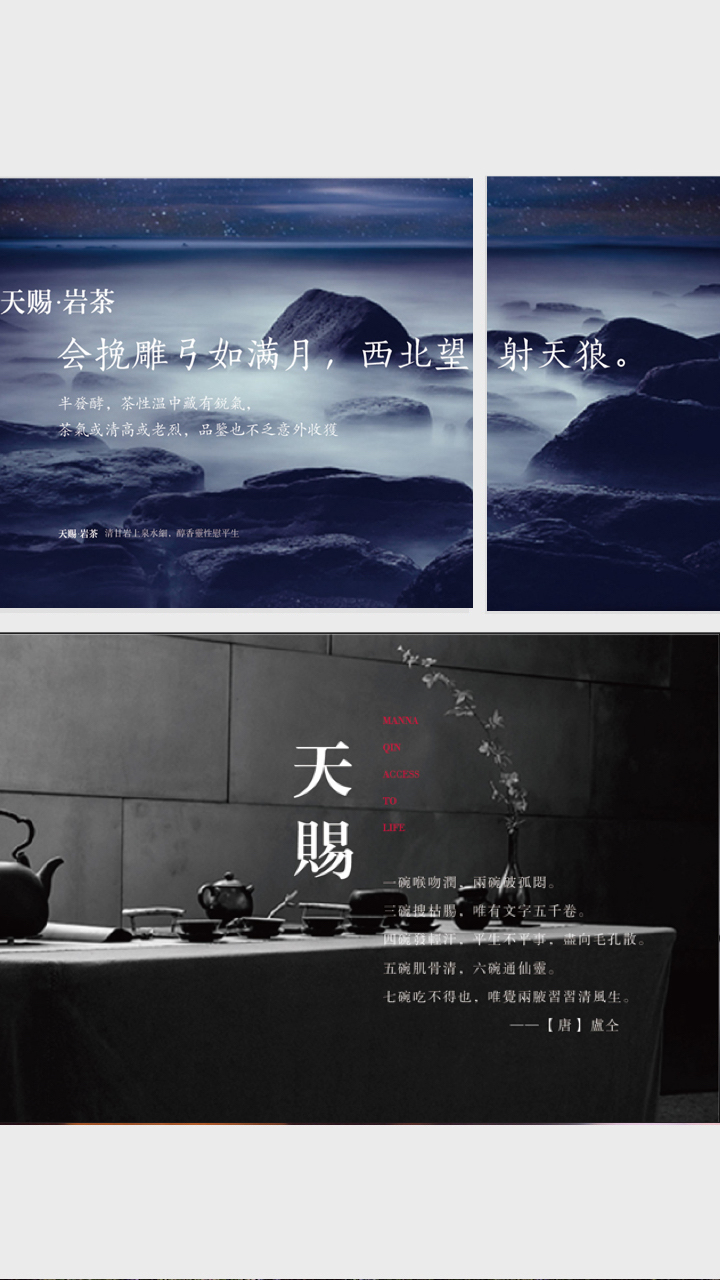 天赐·岩茶
会挽雕弓如满月，西北望 射天狼。
半發酵，茶性温中藏有锐氣，
茶氣或清高或老烈，品鑒也不乏意外收獲
天赐·岩茶 清甘岩上泉水細，醇香靈性慰平生
天賜
MANNA
QIN
ACCESS
TO
LIFE
一碗喉吻潤，兩碗破孤悶。
三碗搜枯腸，唯有文字五千卷。
四碗發輕汗，平生不平事，盡向毛孔散。
五碗肌骨清，六碗通仙靈。
七碗吃不得也，唯覺兩腋習習清風生。
——【唐】盧仝